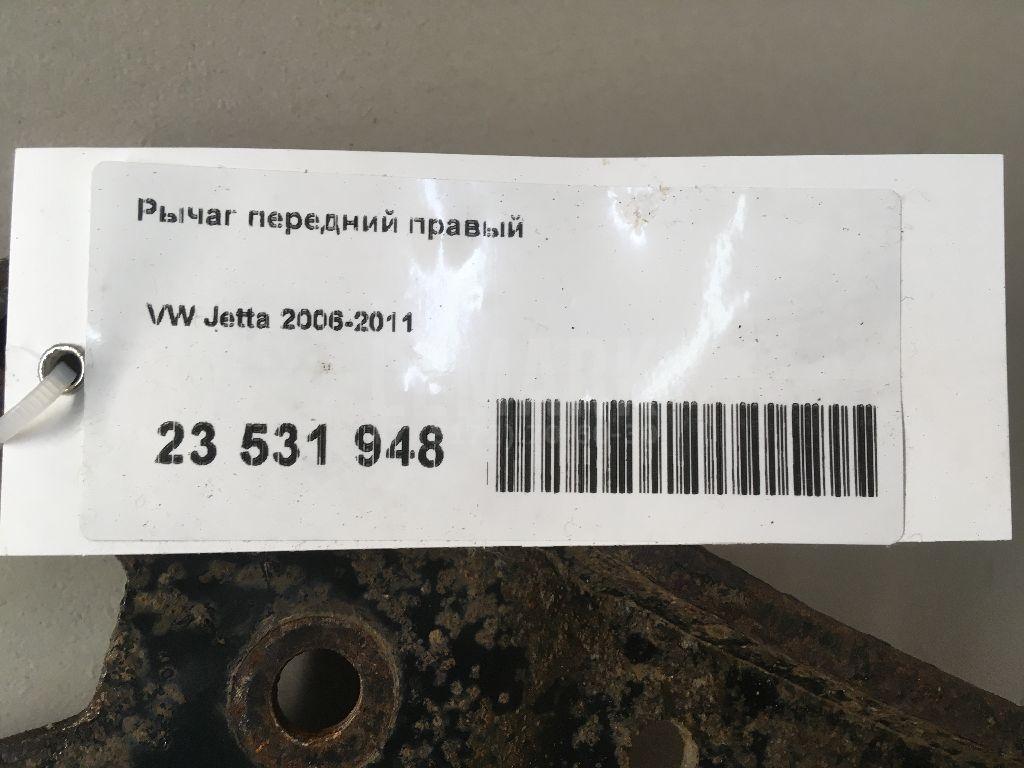 Рычаг передний правый
VW Jetta 2006-2011
23 531 948